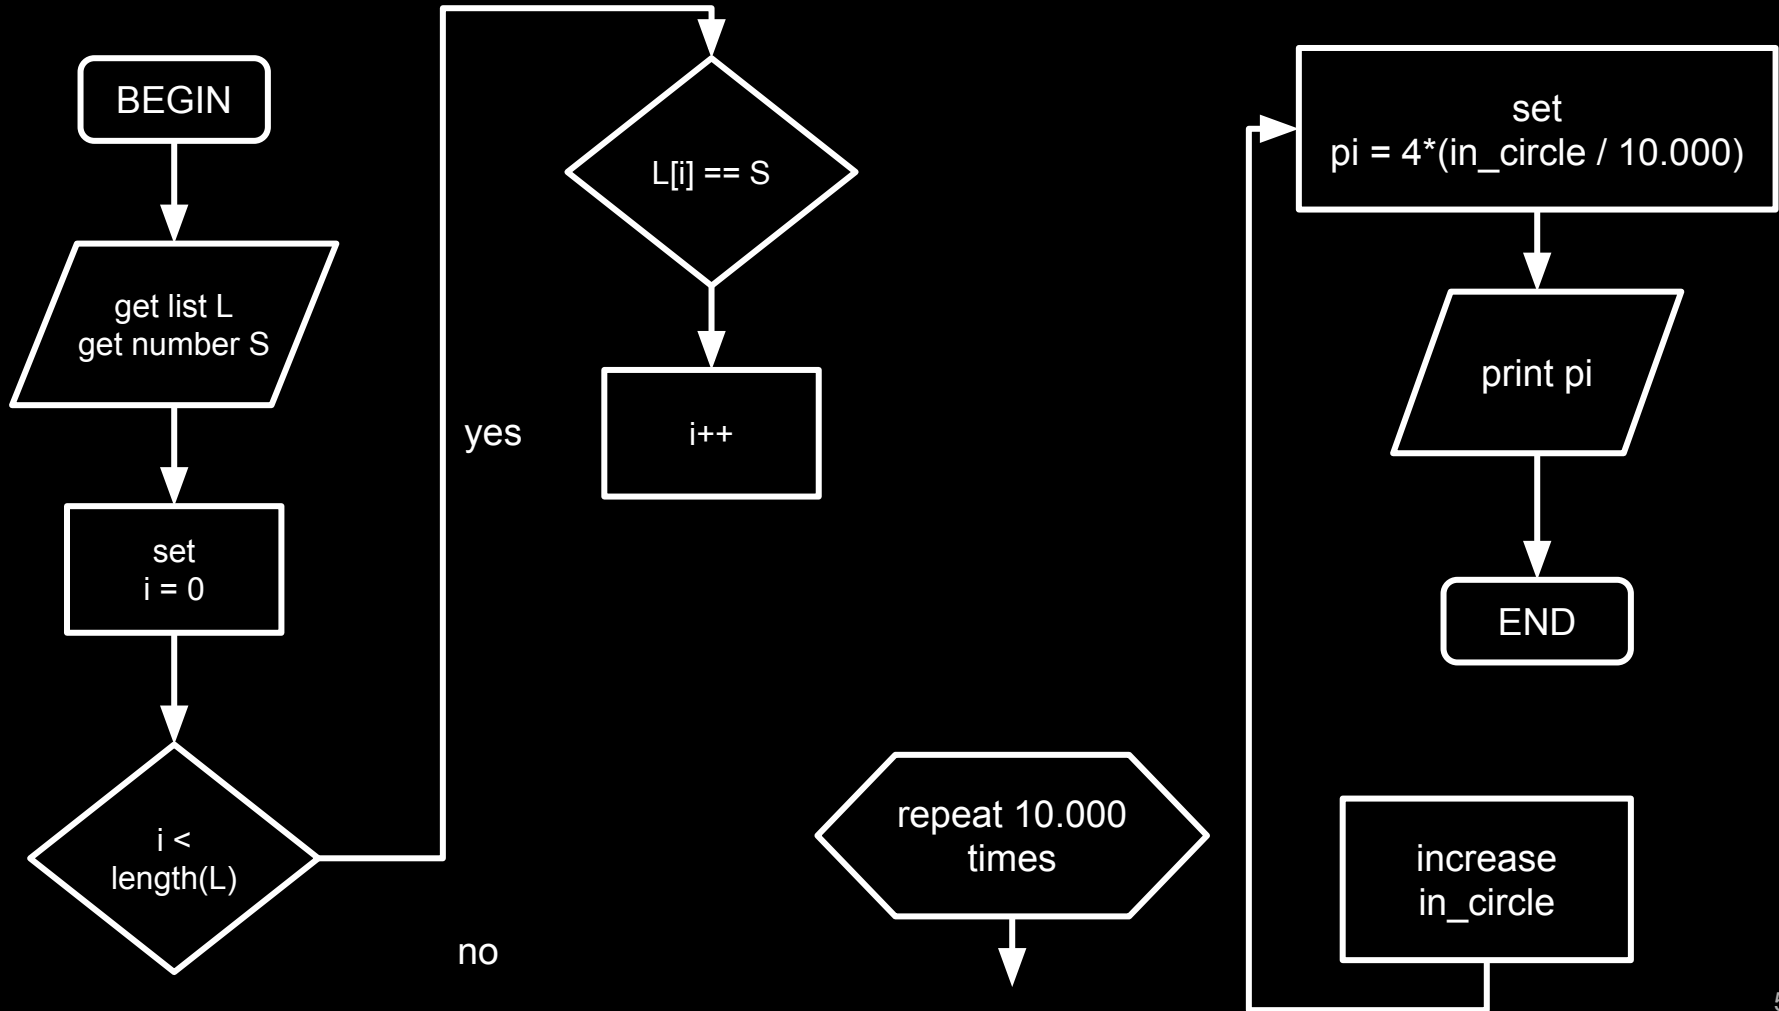 BEGIN
get list L
get number S
set
i = 0
i <
length(L)
yes
no
L[i] == S
i++
repeat 10.000
times
set
pi = 4*(in_circle / 10.000)
print pi
END
increase
in_circle